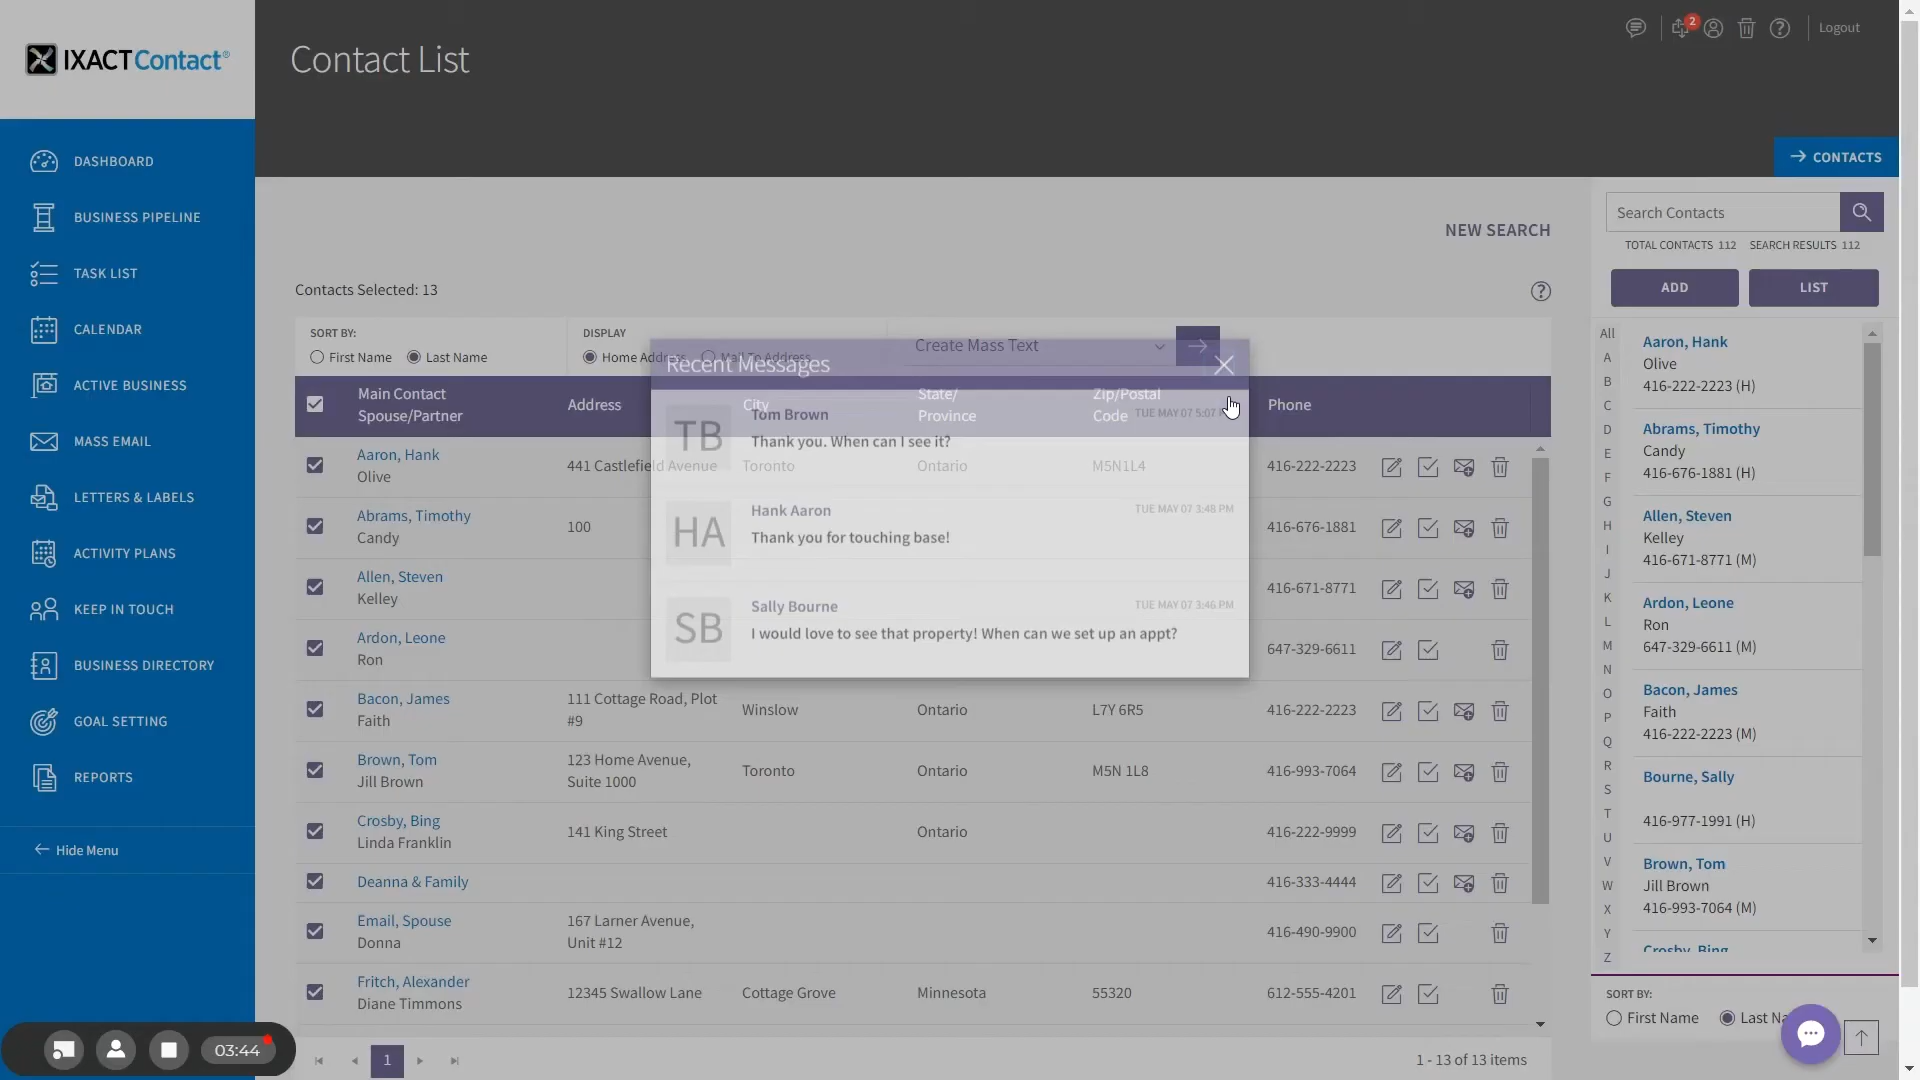 IXACTContact®
Contact List
2
Logout
CONTACTS
DASHBOARD
BUSINESS PIPELINE
TASK LIST
CALENDAR
ACTIVE BUSINESS
MASS EMAIL
LETTERS & LABELS
ACTIVITY PLANS
KEEP IN TOUCH
BUSINESS DIRECTORY
GOAL SETTING
REPORTS
Hide Menu
03:44
NEW SEARCH
Contacts Selected: 13
SORT BY:
First Name Last Name
DISPLAY
Home Address Mail To Address
Create Mass Text
Main Contact
Spouse/Partner
Address
City
State/
Province
Zip/Postal
Code
Phone
Aaron, Hank
Olive
441 Castlefield Avenue Toronto Ontario M5N1L4 416-222-2223
Abrams, Timothy
Candy
100 416-676-1881
Allen, Steven
Kelley
416-671-8771
Ardon, Leone
Ron
647-329-6611
Bacon, James
Faith
111 Cottage Road, Plot
#9
Winslow Ontario L7Y 6R5 416-222-2223
Brown, Tom
Jill Brown
123 Home Avenue,
Suite 1000
Toronto Ontario M5N 1L8 416-993-7064
Crosby, Bing
Linda Franklin
141 King Street Ontario 416-222-9999
Deanna & Family 416-333-4444
Email, Spouse
Donna
167 Larner Avenue,
Unit #12
416-490-9900
Fritch, Alexander
Diane Timmons
12345 Swallow Lane Cottage Grove Minnesota 55320 612-555-4201
1
1 - 13 of 13 items
Recent Messages
TB
Tom Brown
TUE MAY 07 5:07
Thank you. When can I see it?
HA
Hank Aaron
TUE MAY 07 3:48 PM
Thank you for touching base!
SB
Sally Bourne
TUE MAY 07 3:46 PM
I would love to see that property! When can we set up an appt?
Search Contacts
TOTAL CONTACTS 112 SEARCH RESULTS 112
ADD
LIST
All
A
B
C
D
E
F
G
H
I
J
K
L
M
N
O
P
Q
R
S
T
U
V
W
X
Y
Z
Aaron, Hank
Olive
416-222-2223 (H)
Abrams, Timothy
Candy
416-676-1881 (H)
Allen, Steven
Kelley
416-671-8771 (M)
Ardon, Leone
Ron
647-329-6611 (M)
Bacon, James
Faith
416-222-2223 (M)
Bourne, Sally
416-977-1991 (H)
Brown, Tom
Jill Brown
416-993-7064 (M)
Crosby, Bing
SORT BY:
First Name Last Na